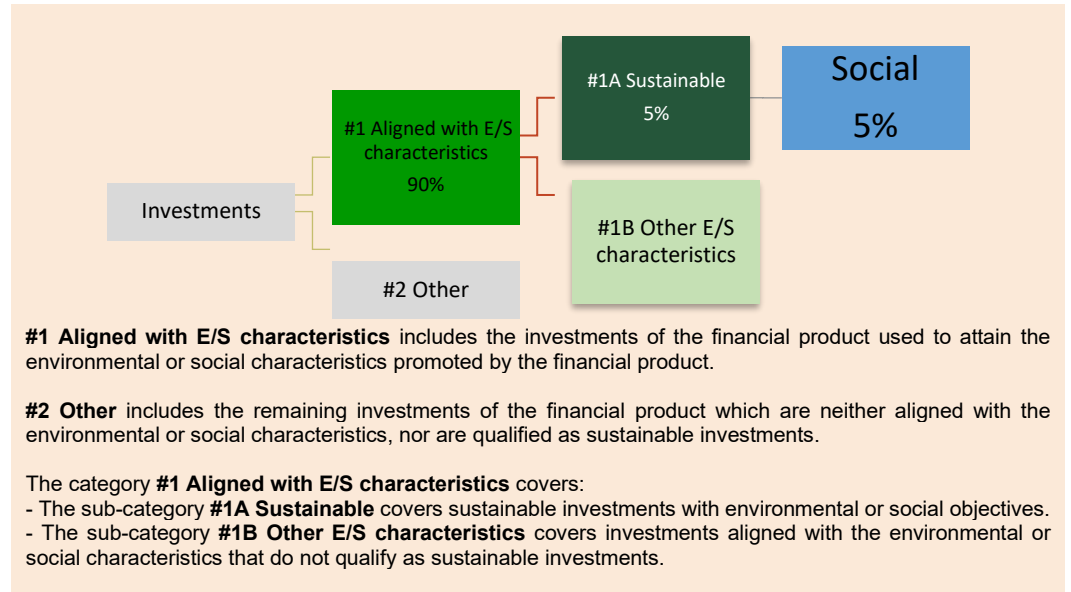 #1A Sustainable
5%
Social
5%
#1 Aligned with E/S
characteristics
90%
Investments
#1B Other E/S
characteristics
#2 Other
#1 Aligned with E/S characteristics includes the investments of the financial product used to attain the
environmental or social characteristics promoted by the financial product.
#2 Other includes the remaining investments of the financial product which are neither aligned with the
environmental or social characteristics, nor are qualified as sustainable investments.
The category #1 Aligned with E/S characteristics covers:
- The sub-category #1A Sustainable covers sustainable investments with environmental or social objectives.
- The sub-category #1B Other E/S characteristics covers investments aligned with the environmental or
social characteristics that do not qualify as sustainable investments.